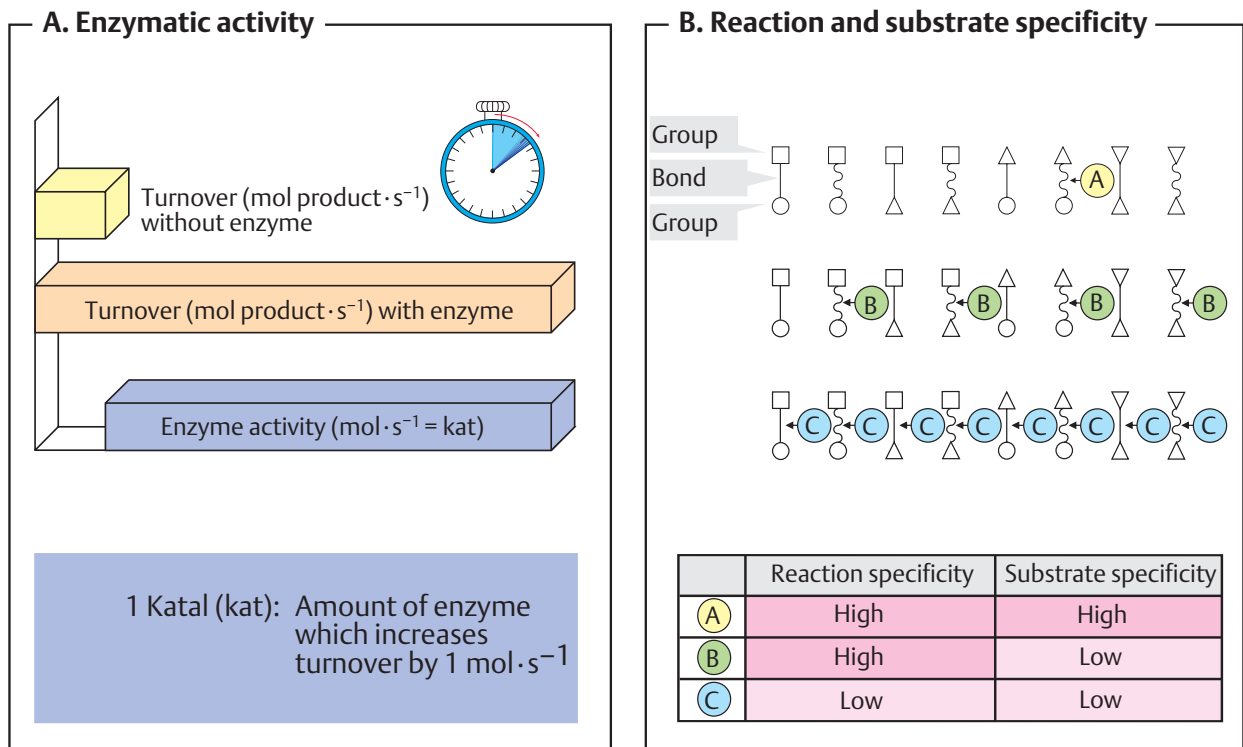 A. Enzymatic activity
Turnover (mol product·s⁻¹)
without enzyme
Turnover (mol product·s⁻¹) with enzyme
Enzyme activity (mol·s⁻¹ = kat)
1 Katal (kat): Amount of enzyme
which increases
turnover by 1 mol·s⁻¹
B. Reaction and substrate specificity
Group
Bond
Group
A
B B B B
C C C C C C C C
Reaction specificity Substrate specificity
A High High
B High Low
C Low Low